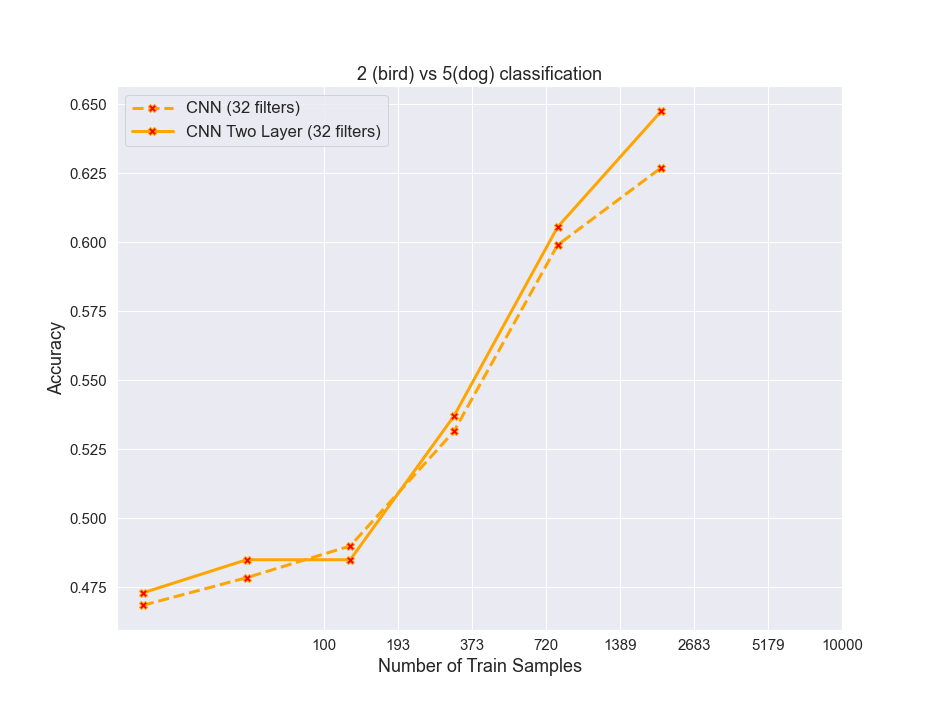 2 (bird) vs 5(dog) classification
CNN (32 filters)
CNN Two Layer (32 filters)
Accuracy
0.650
0.625
0.600
0.575
0.550
0.525
0.500
0.475
100 193 373 720 1389 2683 5179 10000
Number of Train Samples